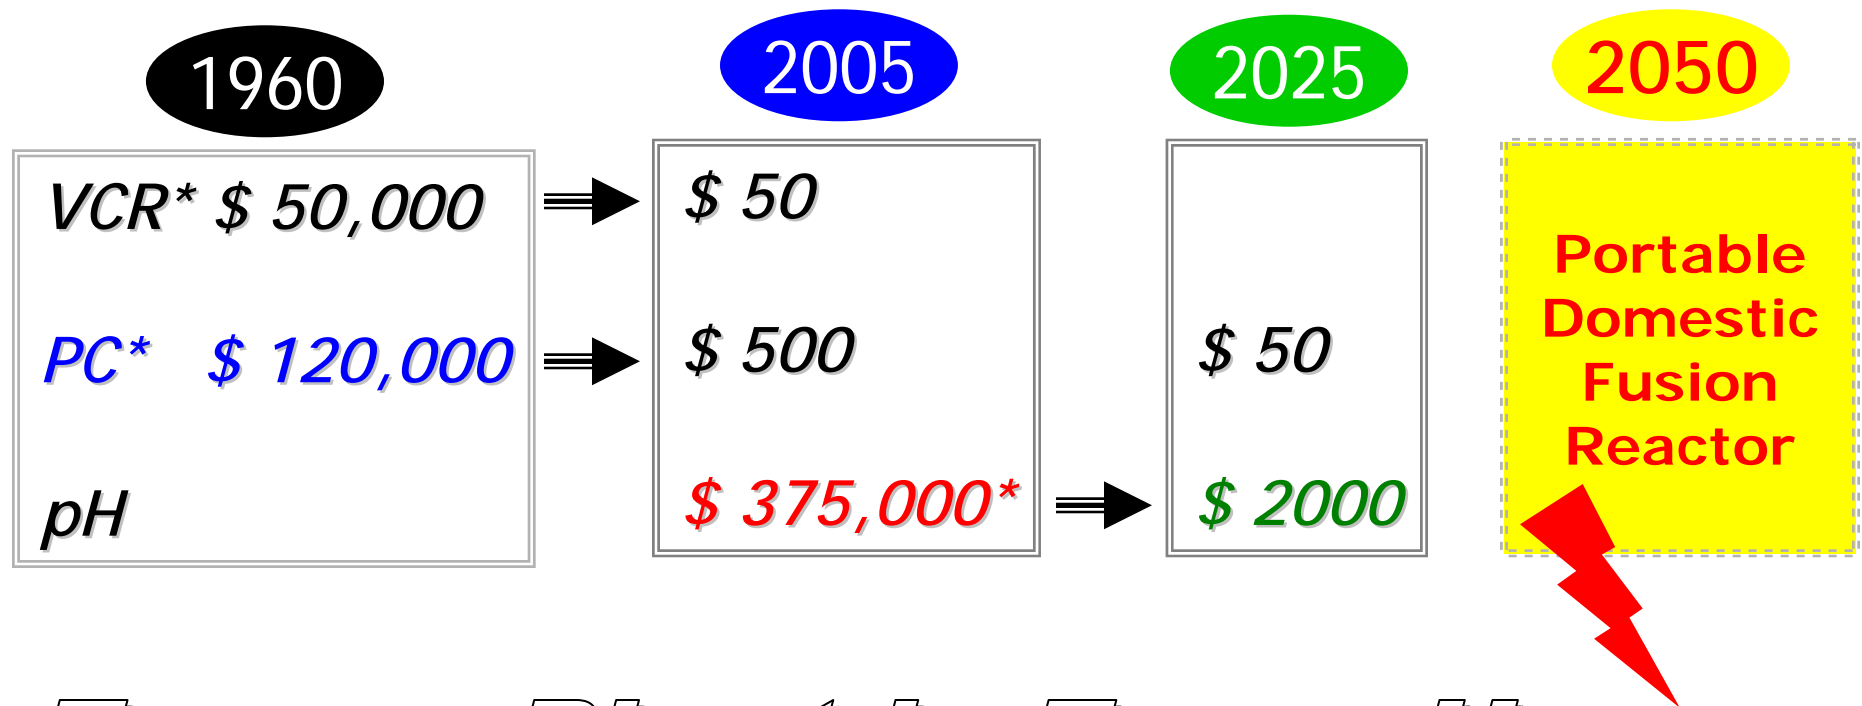 1960
VCR* $ 50,000
PC* $ 120,000
pH
2005
$ 50
$ 500
$ 375,000*
2025
$ 50
$ 2000
2050
Portable
Domestic
Fusion
Reactor